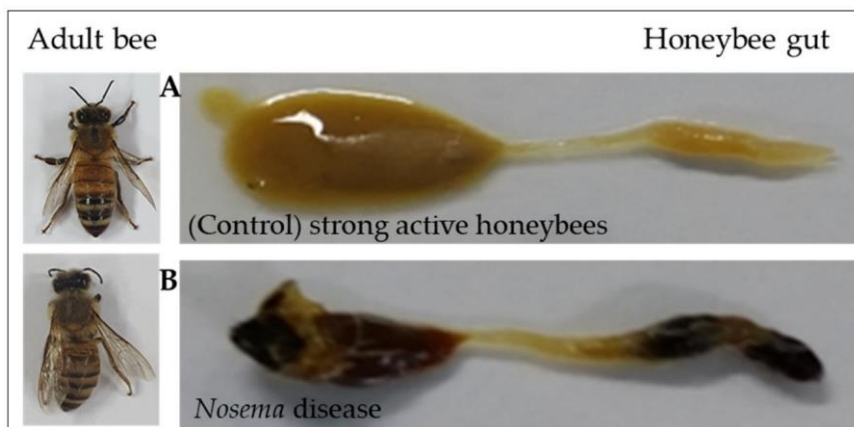 Adult bee
Honeybee gut
A
(Control) strong active honeybees
B
Nosema disease